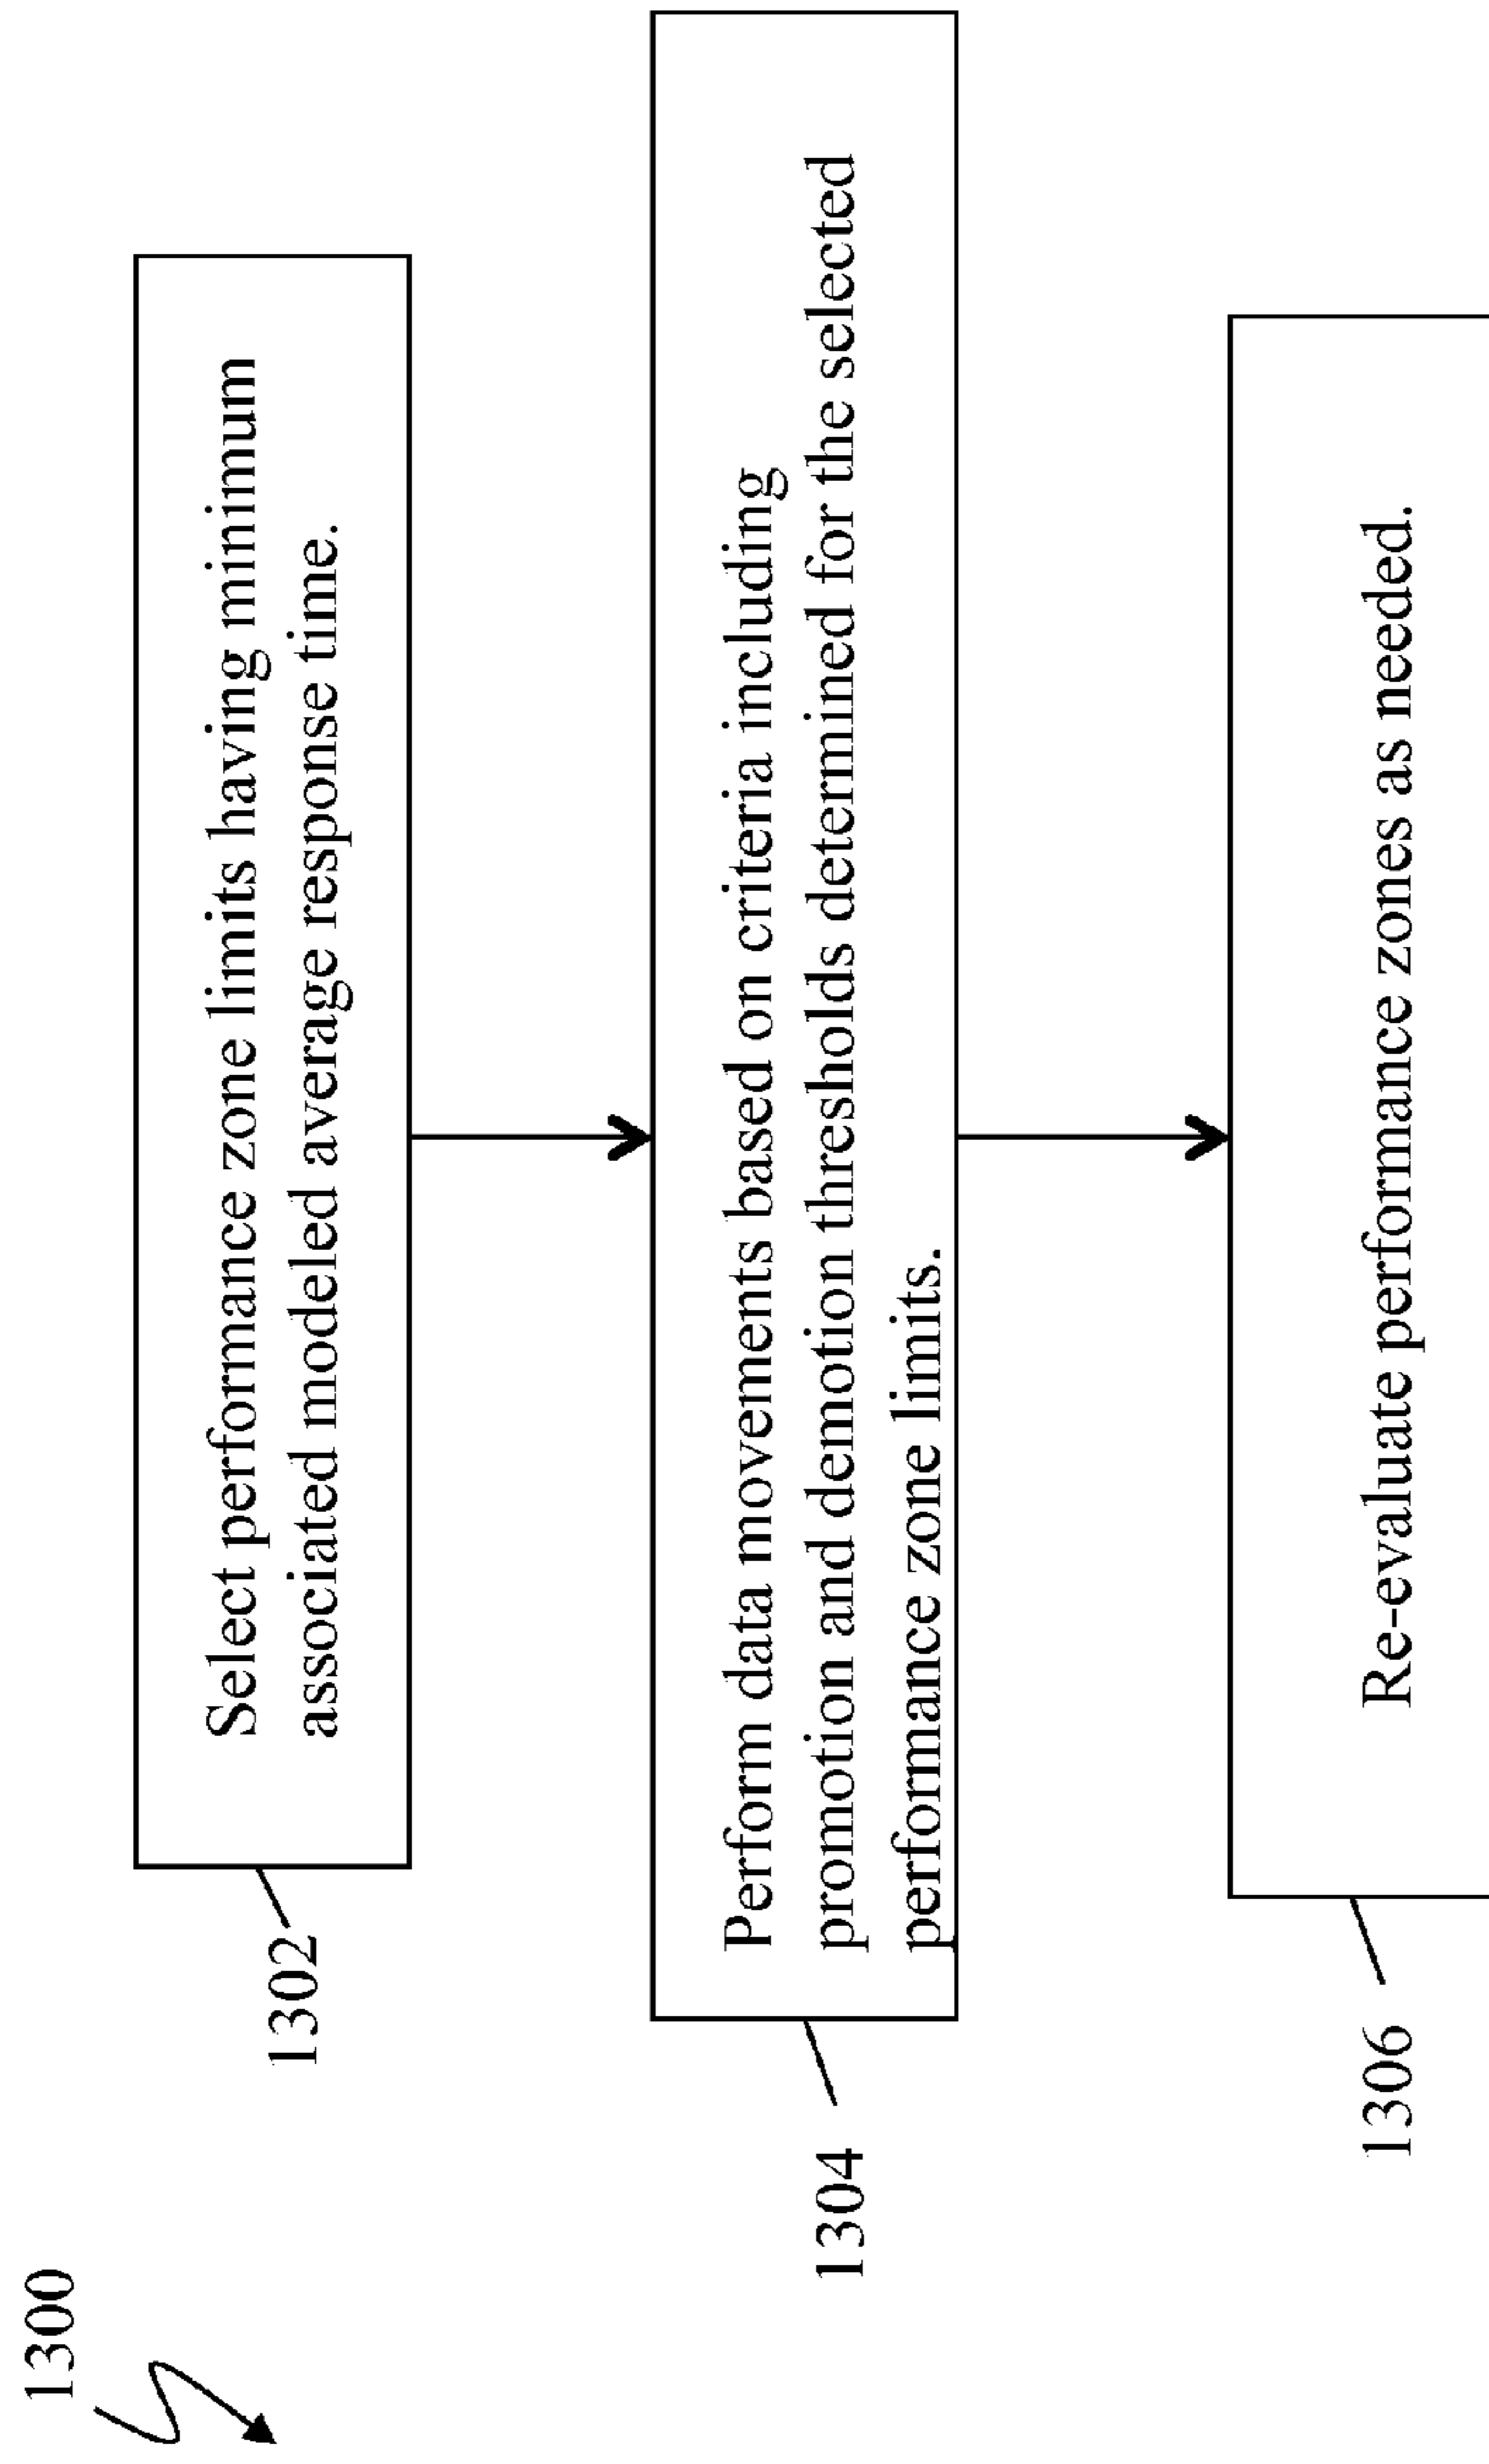 1300
1302
Select performance zone limits having minimum
associated modeled average response time.
1304
Perform data movements based on criteria including
promotion and demotion thresholds determined for the selected
performance zone limits.
1306
Re-evaluate performance zones as needed.